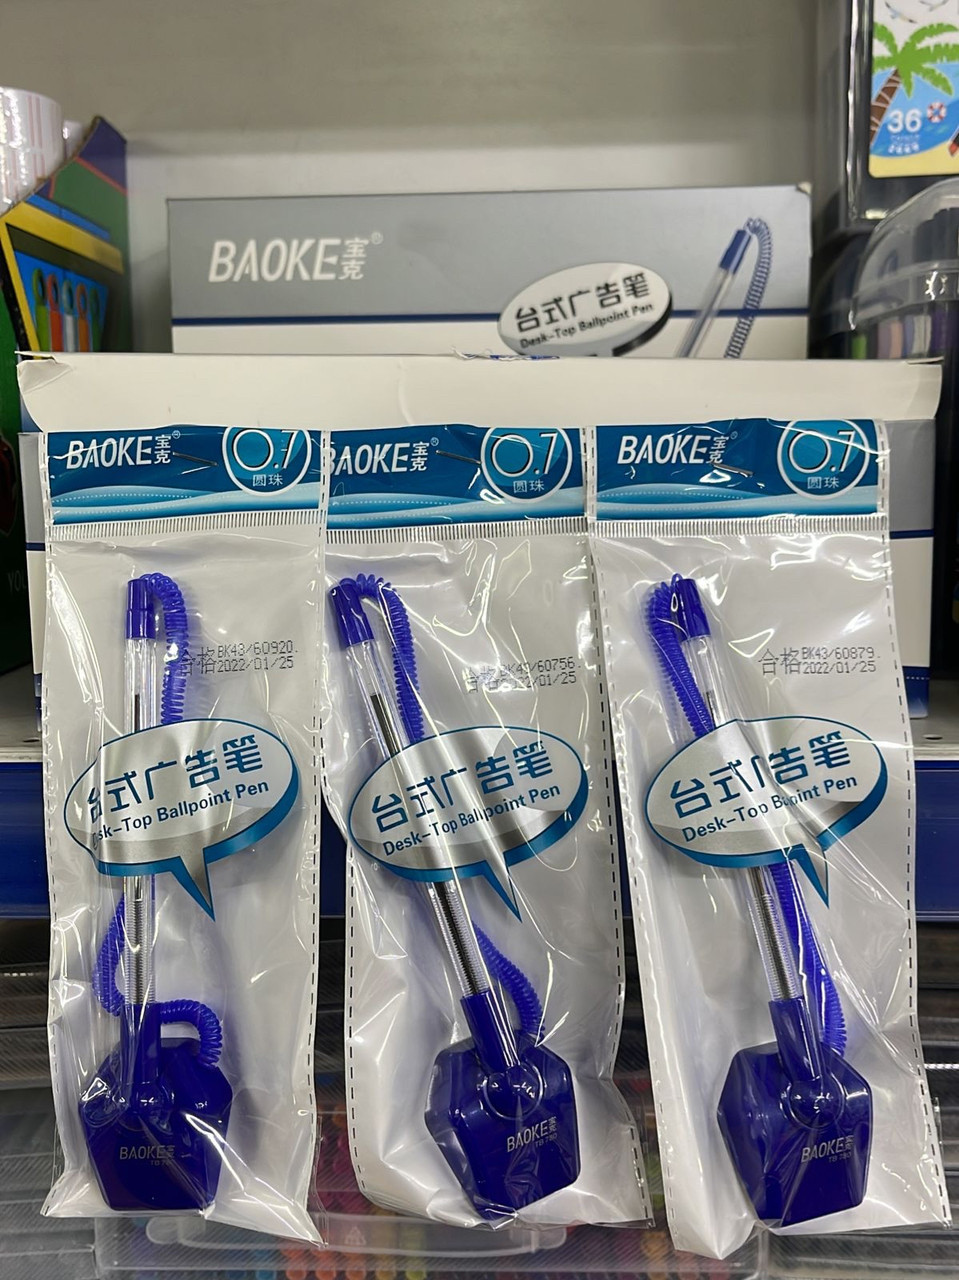 36
BAOKE宝克®
台式广告笔
Desk-Top Ballpoint Pen
BAOKE宝克®
0.7
圆珠
BAOKE宝克®
0.7
圆珠
BAOKE宝克®
0.7
圆珠
合格 BK43/60920.
2022/01/25
合格 BK43/60756.
2022/01/25
合格 BK43/60879.
2022/01/25
台式广告笔
Desk-Top Ballpoint Pen
台式广告笔
Desk-Top Ballpoint Pen
台式广告笔
Desk-Top Ballpoint Pen
BAOKE宝克
BAOKE宝克
BAOKE宝克